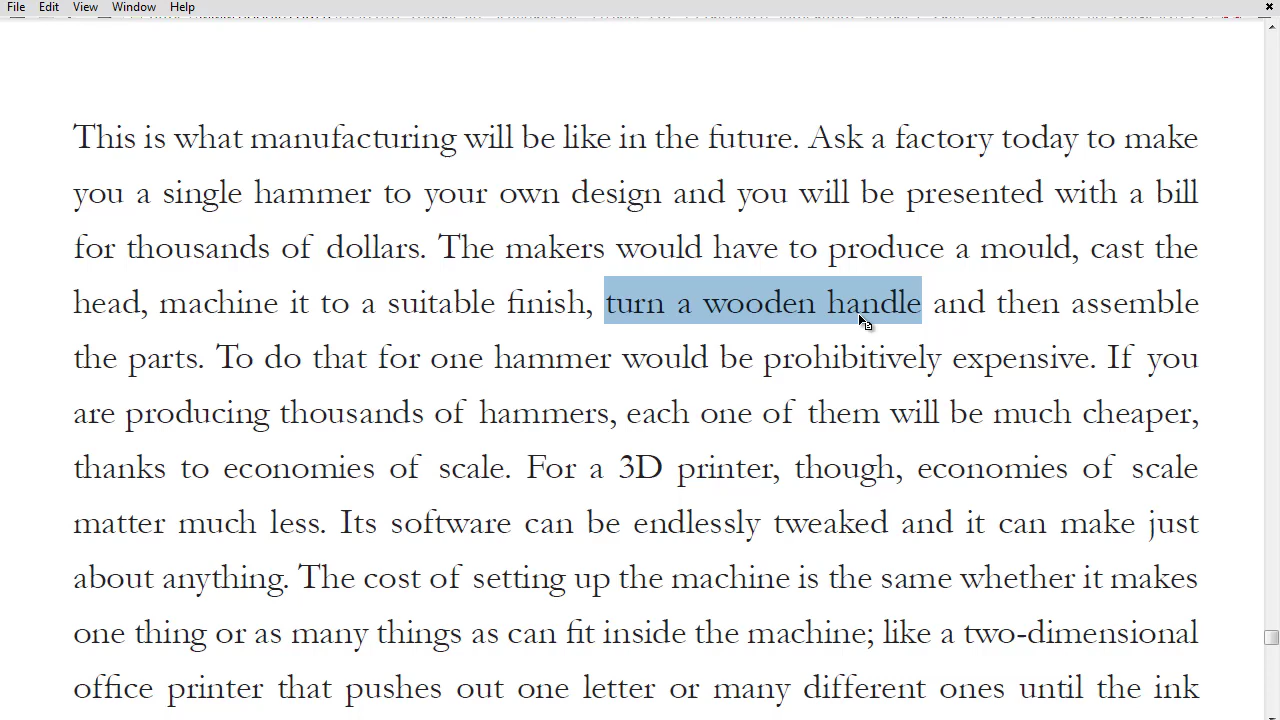 File Edit View Window Help
This is what manufacturing will be like in the future. Ask a factory today to make
you a single hammer to your own design and you will be presented with a bill
for thousands of dollars. The makers would have to produce a mould, cast the
head, machine it to a suitable finish, turn a wooden handle and then assemble
the parts. To do that for one hammer would be prohibitively expensive. If you
are producing thousands of hammers, each one of them will be much cheaper,
thanks to economies of scale. For a 3D printer, though, economies of scale
matter much less. Its software can be endlessly tweaked and it can make just
about anything. The cost of setting up the machine is the same whether it makes
one thing or as many things as can fit inside the machine; like a two-dimensional
office printer that pushes out one letter or many different ones until the ink